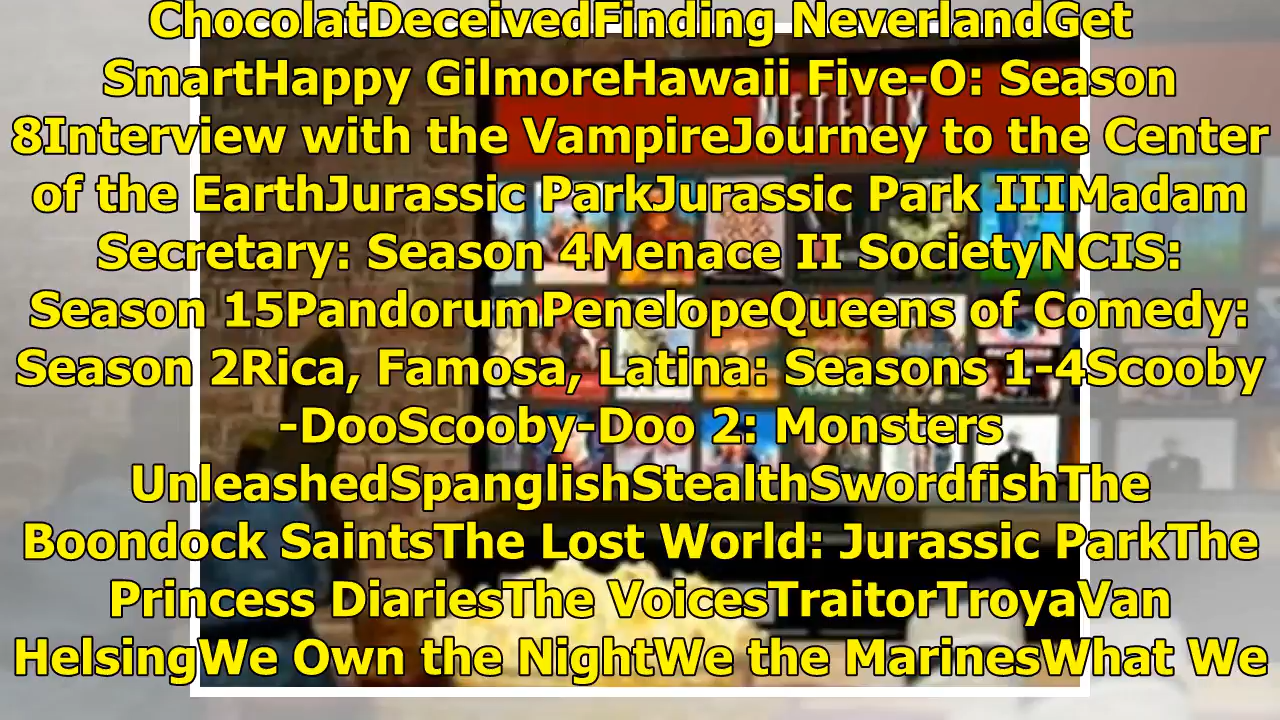 ChocolatDeceivedFinding NeverlandGet
SmartHappy GilmoreHawaii Five-O: Season
8Interview with the VampireJourney to the Center
of the EarthJurassic ParkJurassic Park IIIMadam
Secretary: Season 4Menace II SocietyNCIS:
Season 15PandorumPenelopeQueens of Comedy:
Season 2Rica, Famosa, Latina: Seasons 1-4Scooby
-DooScooby-Doo 2: Monsters
UnleashedSpanglishStealthSwordfishThe
Boondock SaintsThe Lost World: Jurassic ParkThe
Princess DiariesThe VoicesTraitorTroyaVan
HelsingWe Own the NightWe the MarinesWhat We
NETFLIX